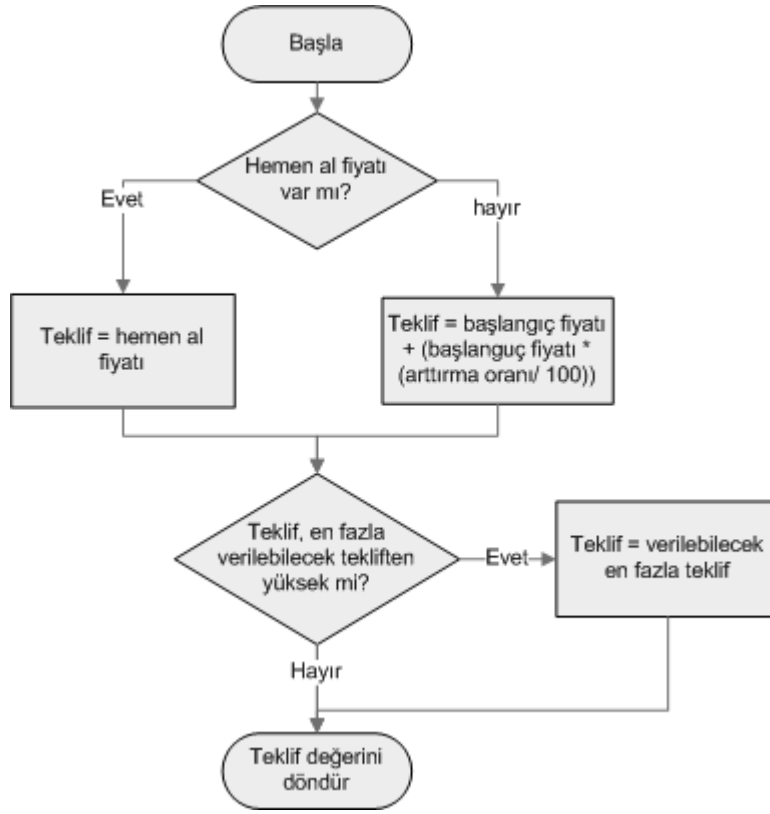 Başla
Hemen al fiyatı
var mı?
Evet
hayır
Teklif = hemen al
fiyatı
Teklif = başlangıç fiyatı
+ (başlanguç fiyatı *
(arttırma oranı/ 100))
Teklif, en fazla
verilebilecek tekliften
yüksek mi?
Evet
Teklif = verilebilecek
en fazla teklif
Hayır
Teklif değerini
döndür